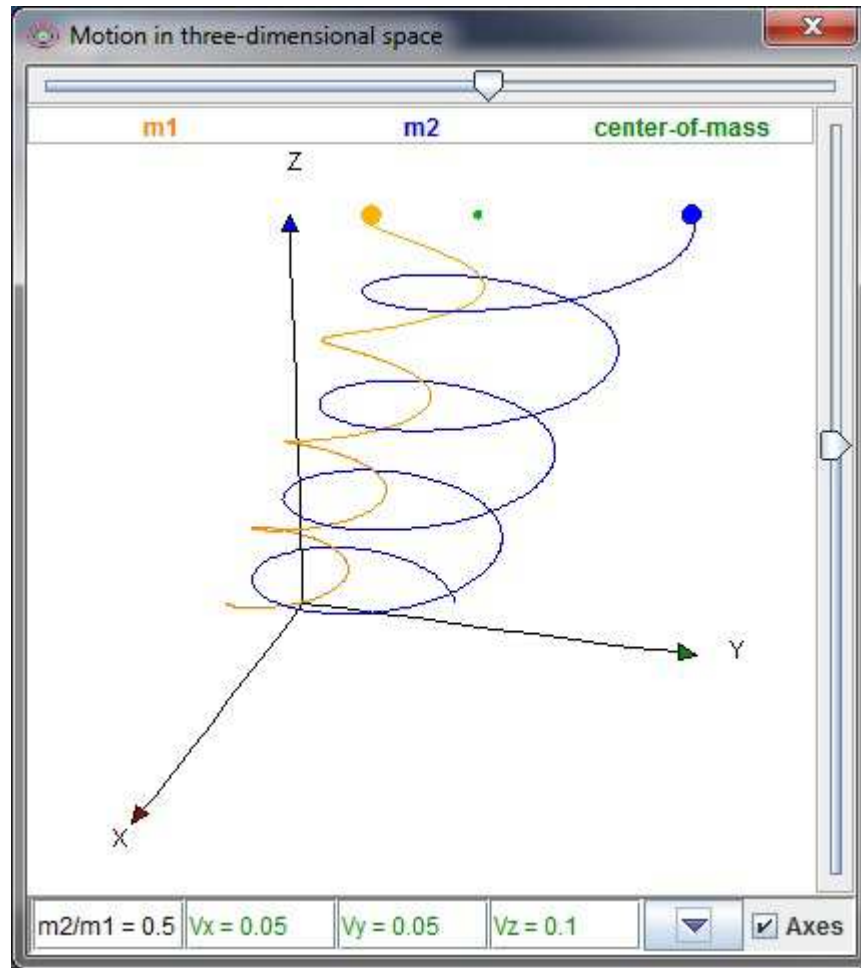 Motion in three-dimensional space
m1 m2 center-of-mass
Z
Y
X
m2/m1 = 0.5 Vx = 0.05 Vy = 0.05 Vz = 0.1 Axes